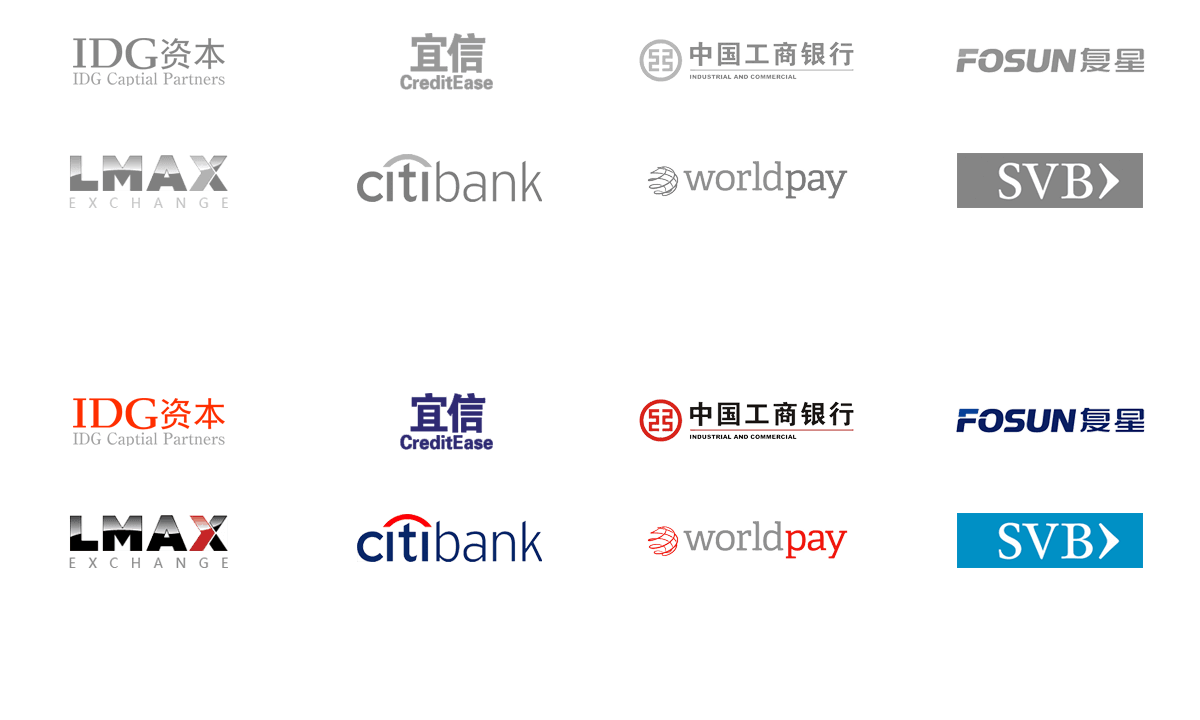 IDG资本
IDG Captial Partners
宜信
CreditEase
中国工商银行
INDUSTRIAL AND COMMERCIAL
FOSUN复星
LMAX
EXCHANGE
citibank
worldpay
SVB
IDG资本
IDG Captial Partners
宜信
CreditEase
中国工商银行
INDUSTRIAL AND COMMERCIAL
FOSUN复星
LMAX
EXCHANGE
citibank
worldpay
SVB